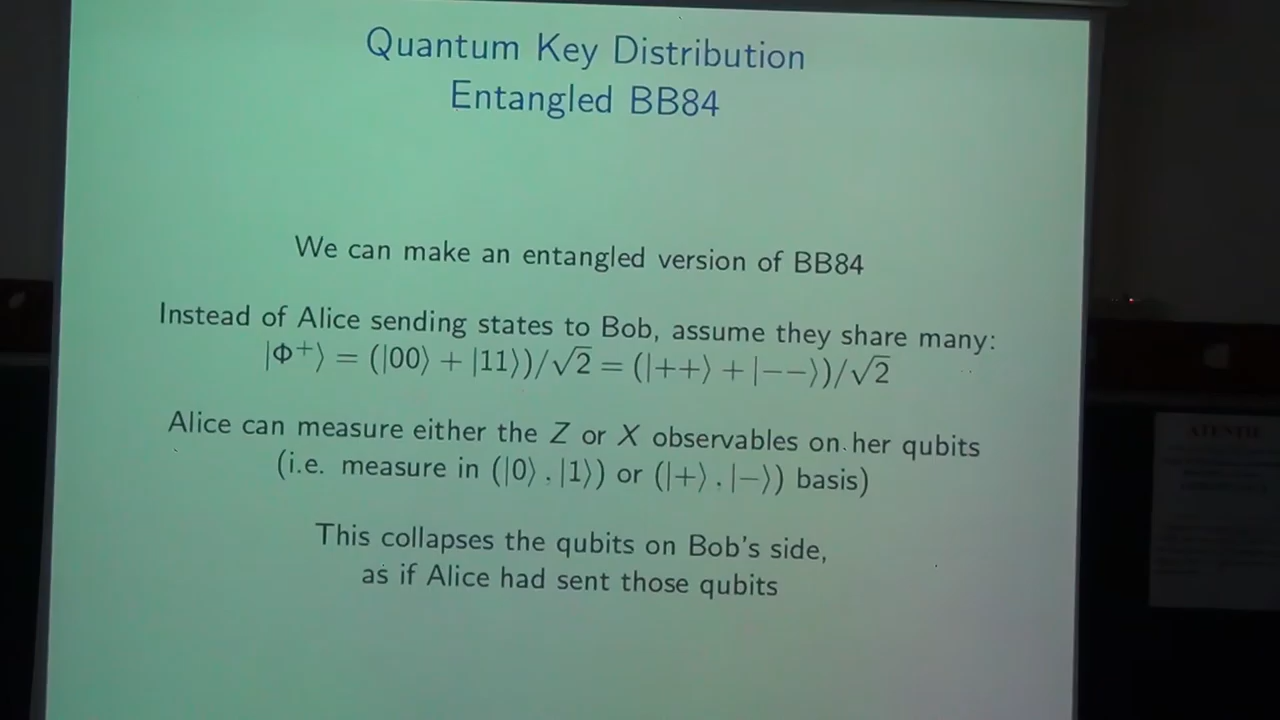 Quantum Key Distribution
Entangled BB84
We can make an entangled version of BB84
Instead of Alice sending states to Bob, assume they share many:
|Φ⁺⟩ = (|00⟩ + |11⟩)/√2 = (|++⟩ + |−−⟩)/√2
Alice can measure either the Z or X observables on her qubits
(i.e. measure in (|0⟩ , |1⟩) or (|+⟩ , |−⟩) basis)
This collapses the qubits on Bob's side,
as if Alice had sent those qubits
ATENTIE